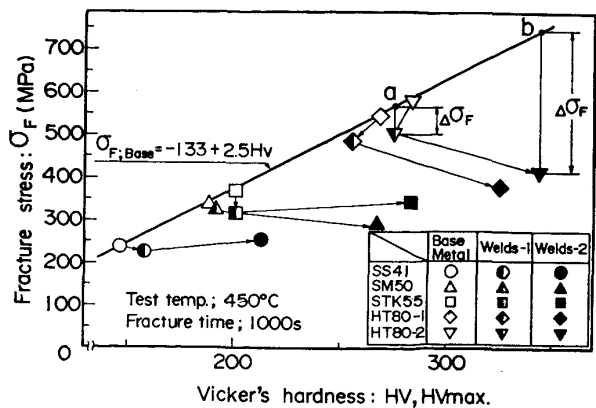 Fracture stress: σF (MPa)
700
600
500
400
300
200
100
0
200
300
Vicker's hardness: HV, HVmax.
σF;Base=-133+2.5Hv
a
b
ΔσF
ΔσF
Test temp.; 450°C
Fracture time; 1000s
Base Metal Welds-1 Welds-2
SS41
SM50
STK55
HT80-1
HT80-2